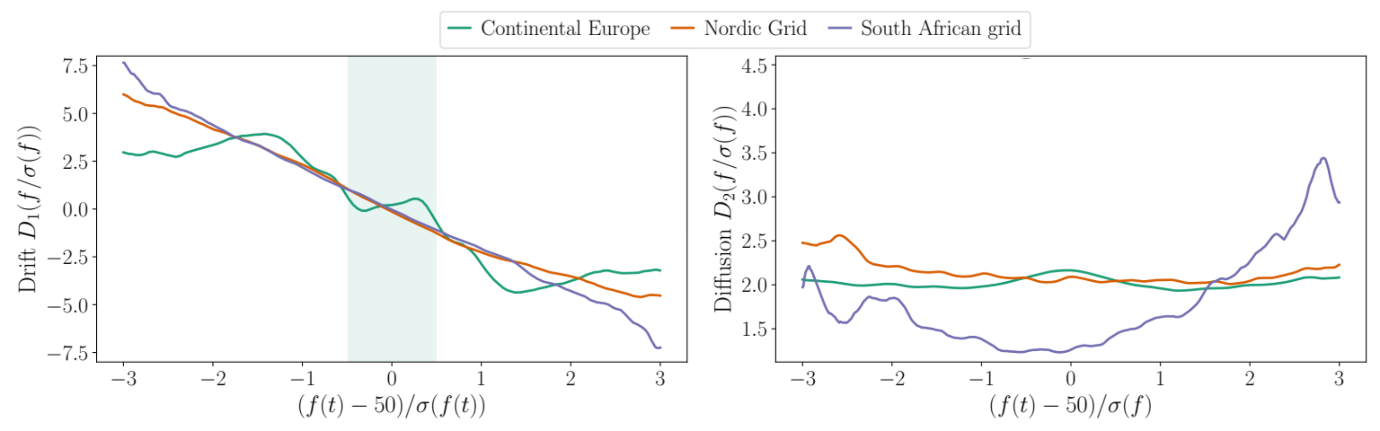 Continental Europe Nordic Grid South African grid
Drift D₁(f/σ(f))
7.5
5.0
2.5
0.0
−2.5
−5.0
−7.5
−3 −2 −1 0 1 2 3
(f(t) − 50)/σ(f(t))
Diffusion D₂(f/σ(f))
4.5
4.0
3.5
3.0
2.5
2.0
1.5
−3 −2 −1 0 1 2 3
(f(t) − 50)/σ(f)